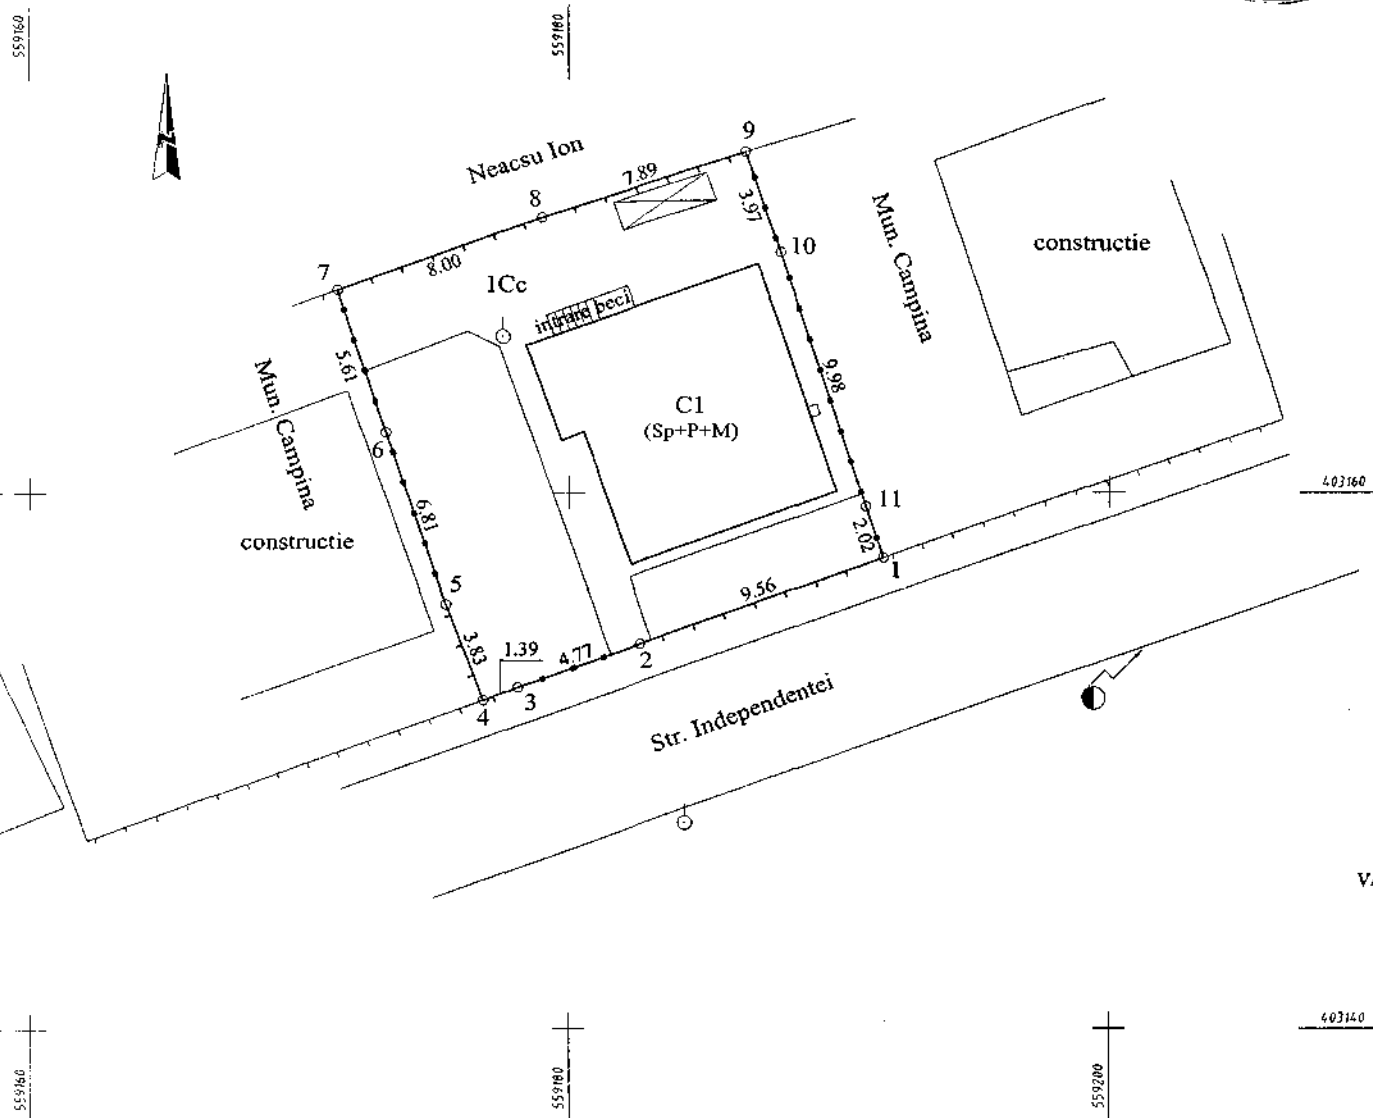 559160
559180
N
9
Neacsu Ion
7.89
8
3.97
Mun. Campina
constructie
10
7
8.00
1Cc
intrare beci
5.61
Mun. Campina
9.98
C1
(Sp+P+M)
6
403160
11
6.81
constructie
2.02
1
5
9.56
3.83
1.39
4.77
2
3
4
Str. Independentei
403140
559160
559180
559200